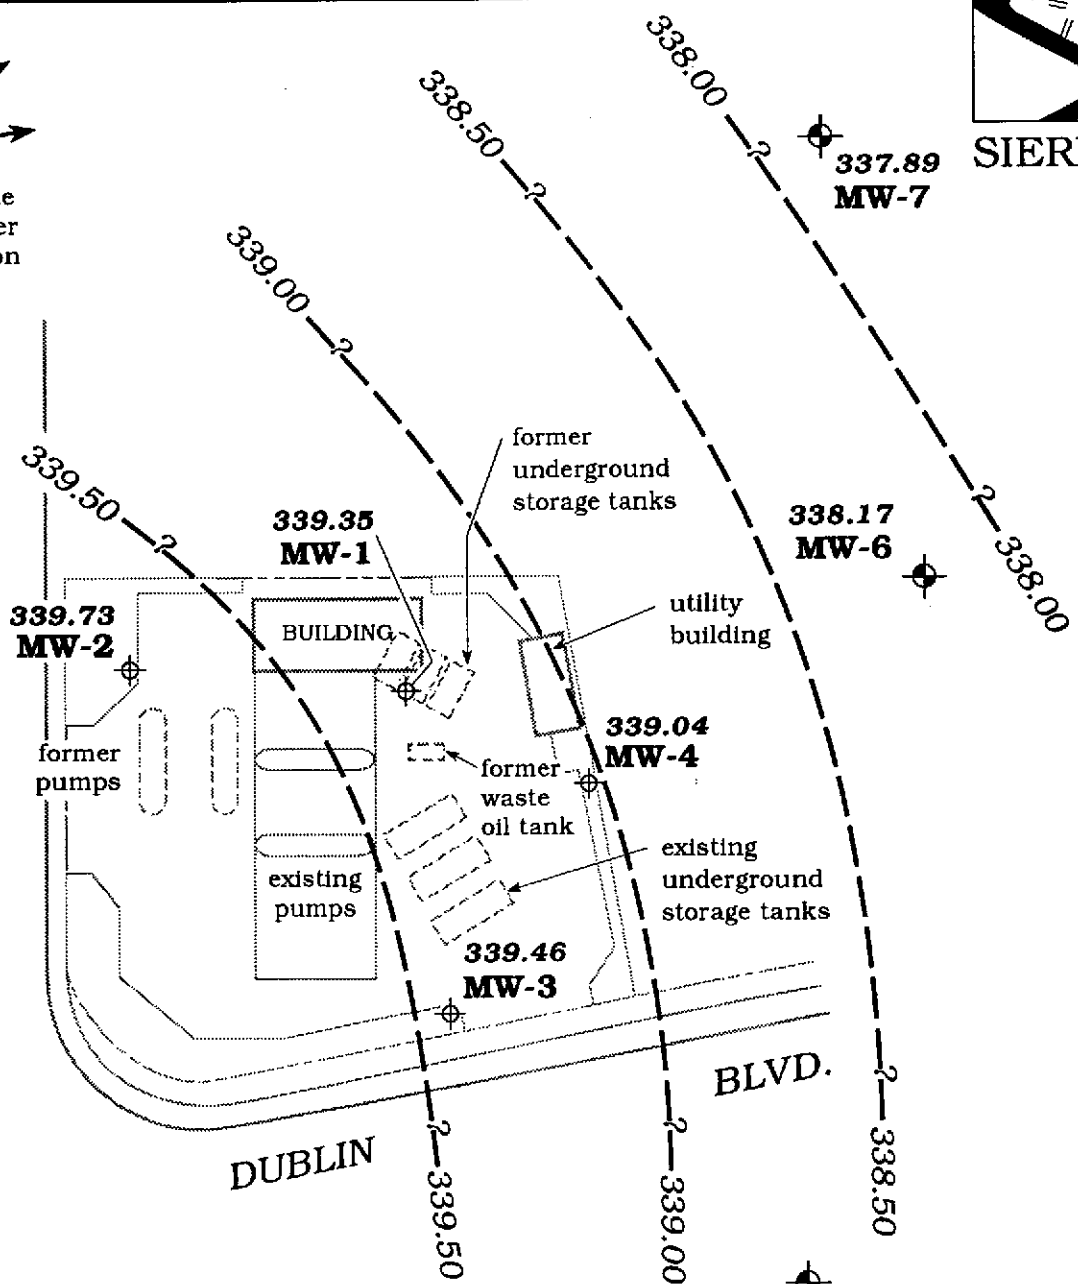 338.00
338.50
337.89
MW-7
SIER
339.00
former
underground
storage tanks
339.50
339.35
MW-1
338.17
MW-6
338.00
339.73
MW-2
BUILDING
utility
building
339.04
MW-4
former
pumps
former
waste
oil tank
existing
pumps
existing
underground
storage tanks
339.46
MW-3
BLVD.
DUBLIN
339.50
339.00
338.50
?
?
?
?
?
?
?
?